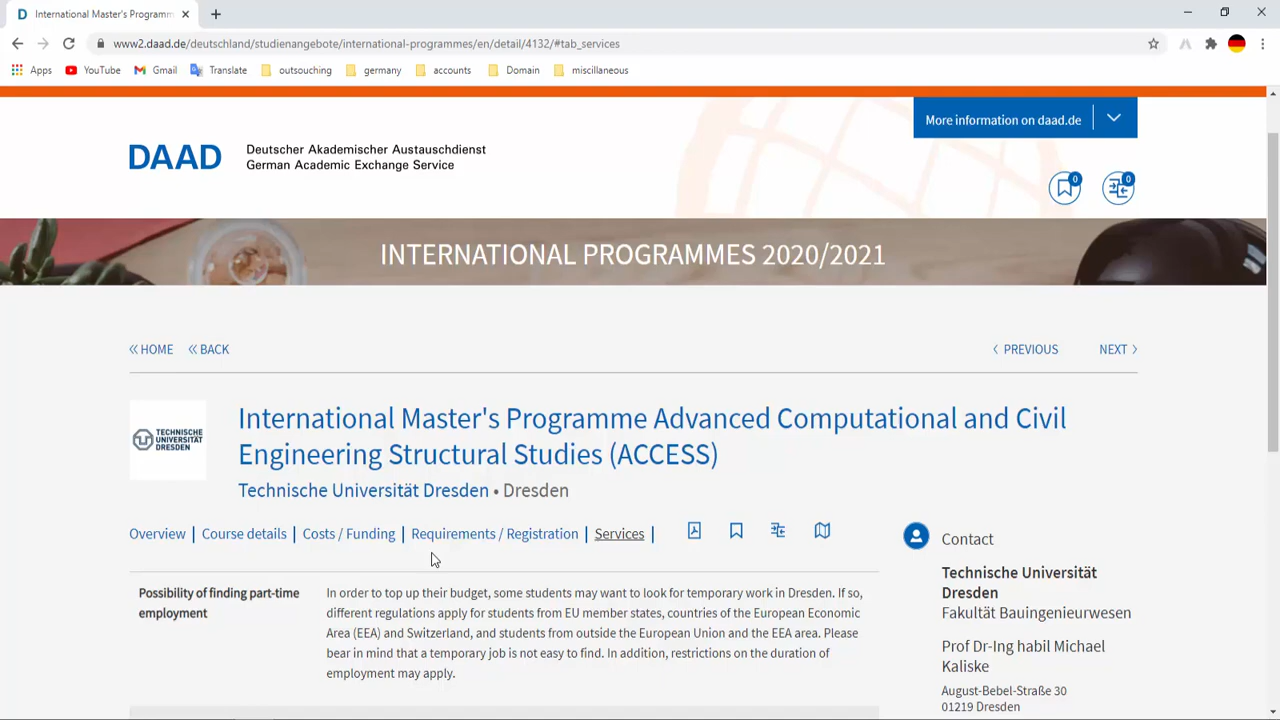 International Master's Programm
www2.daad.de/deutschland/studienangebote/international-programmes/en/detail/4132/#tab_services
Apps YouTube Gmail Translate outsouching germany accounts Domain miscellaneous
More information on daad.de
DAAD
Deutscher Akademischer Austauschdienst
German Academic Exchange Service
0 0
INTERNATIONAL PROGRAMMES 2020/2021
HOME BACK PREVIOUS NEXT
TECHNISCHE
UNIVERSITÄT
DRESDEN
International Master's Programme Advanced Computational and Civil
Engineering Structural Studies (ACCESS)
Technische Universität Dresden • Dresden
Overview | Course details | Costs / Funding | Requirements / Registration | Services |
Possibility of finding part-time
employment
In order to top up their budget, some students may want to look for temporary work in Dresden. If so,
different regulations apply for students from EU member states, countries of the European Economic
Area (EEA) and Switzerland, and students from outside the European Union and the EEA area. Please
bear in mind that a temporary job is not easy to find. In addition, restrictions on the duration of
employment may apply.
Contact
Technische Universität
Dresden
Fakultät Bauingenieurwesen
Prof Dr-Ing habil Michael
Kaliske
August-Bebel-Straße 30
01219 Dresden